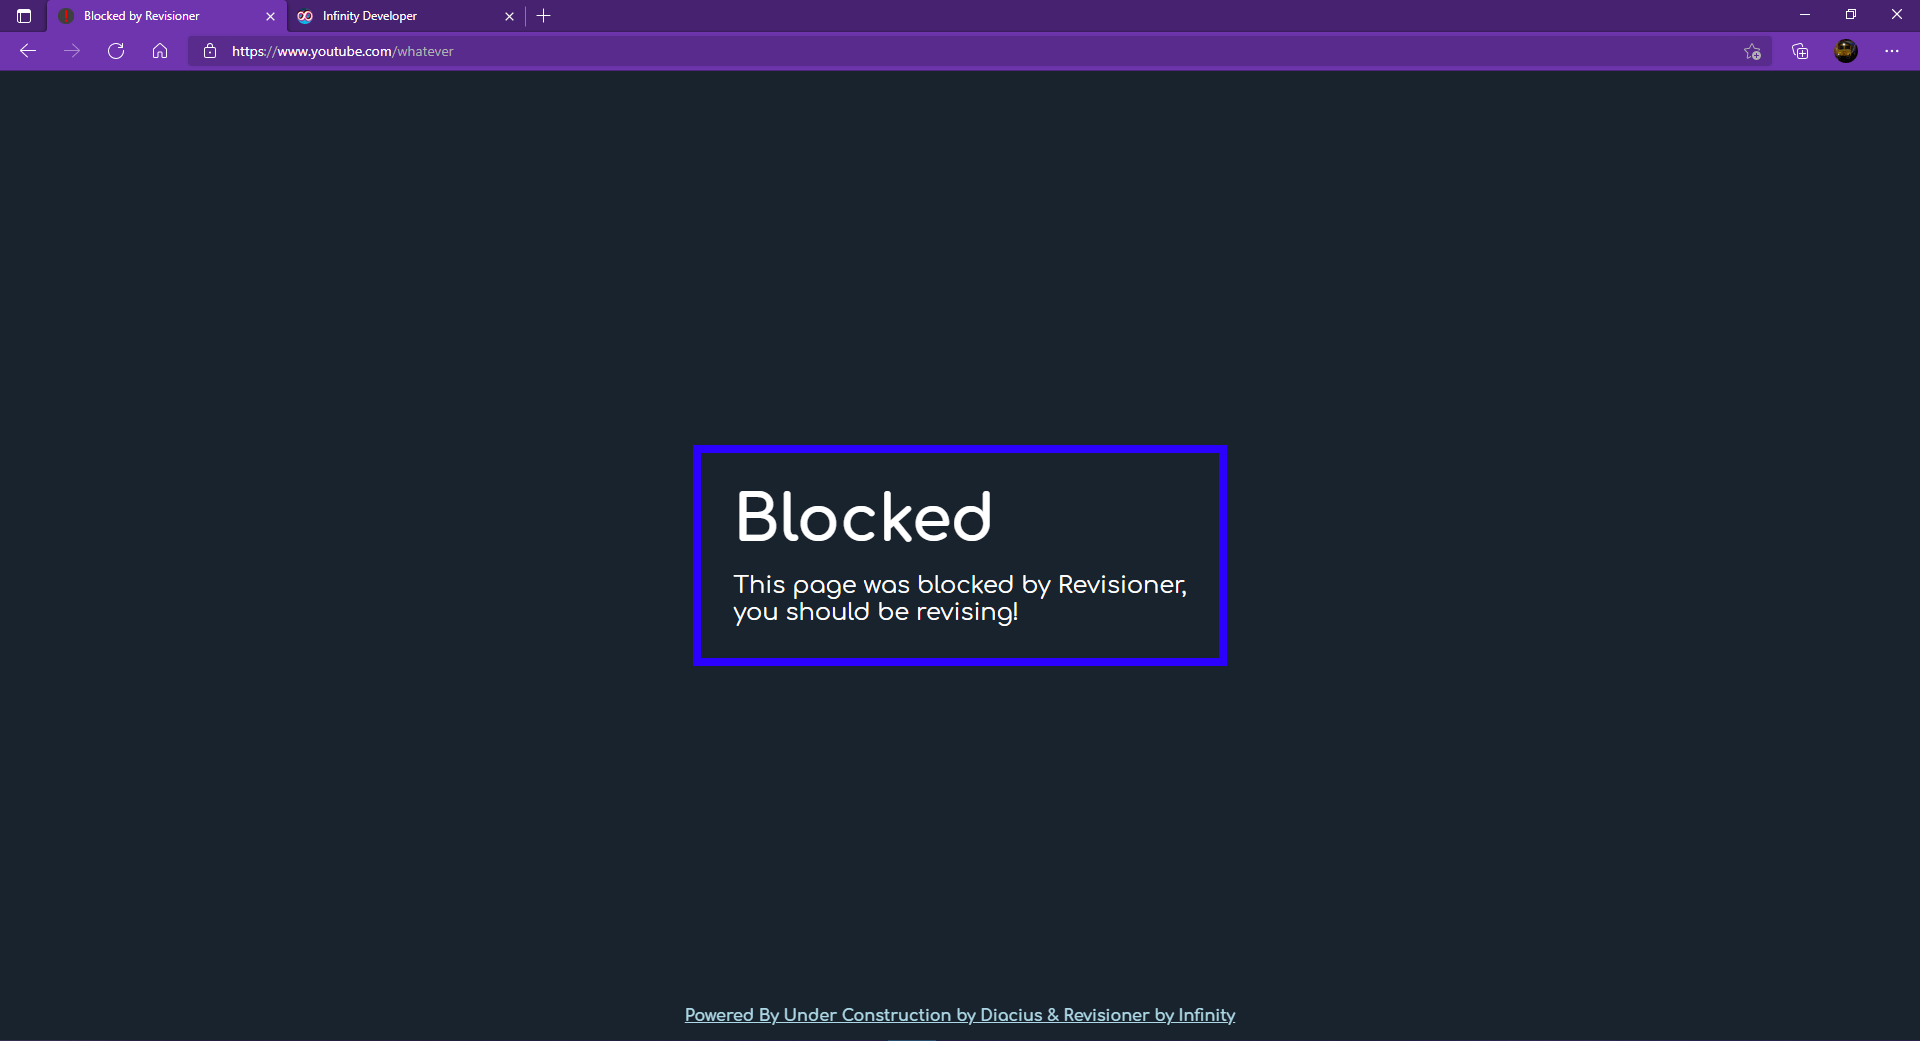 Blocked by Revisioner
Infinity Developer
https://www.youtube.com/whatever
Blocked
This page was blocked by Revisioner,
you should be revising!
Powered By Under Construction by Diacius & Revisioner by Infinity